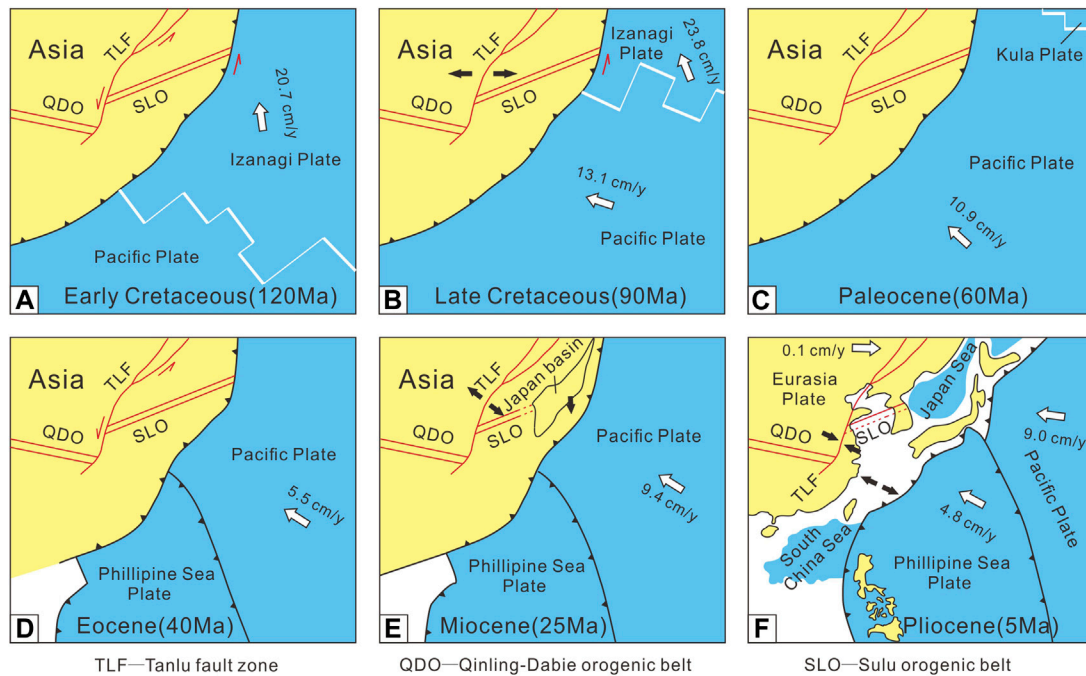 Asia
TLF
QDO
SLO
20.7 cm/y
Izanagi Plate
Pacific Plate
A
Early Cretaceous(120Ma)
Asia
TLF
QDO
SLO
Izanagi
Plate
23.8 cm/y
13.1 cm/y
Pacific Plate
B
Late Cretaceous(90Ma)
Asia
TLF
QDO
SLO
Kula Plate
Pacific Plate
10.9 cm/y
C
Paleocene(60Ma)
Asia
TLF
QDO
SLO
Pacific Plate
5.5 cm/y
Phillipine Sea
Plate
D
Eocene(40Ma)
Asia
TLF
Japan basin
QDO
SLO
Pacific Plate
9.4 cm/y
Phillipine Sea
Plate
E
Miocene(25Ma)
0.1 cm/y
Eurasia
Plate
Japan Sea
QDO
SLO
TLF
9.0 cm/y
Pacific Plate
4.8 cm/y
South
China Sea
Phillipine Sea
Plate
F
Pliocene(5Ma)
TLF—Tanlu fault zone
QDO—Qinling-Dabie orogenic belt
SLO—Sulu orogenic belt